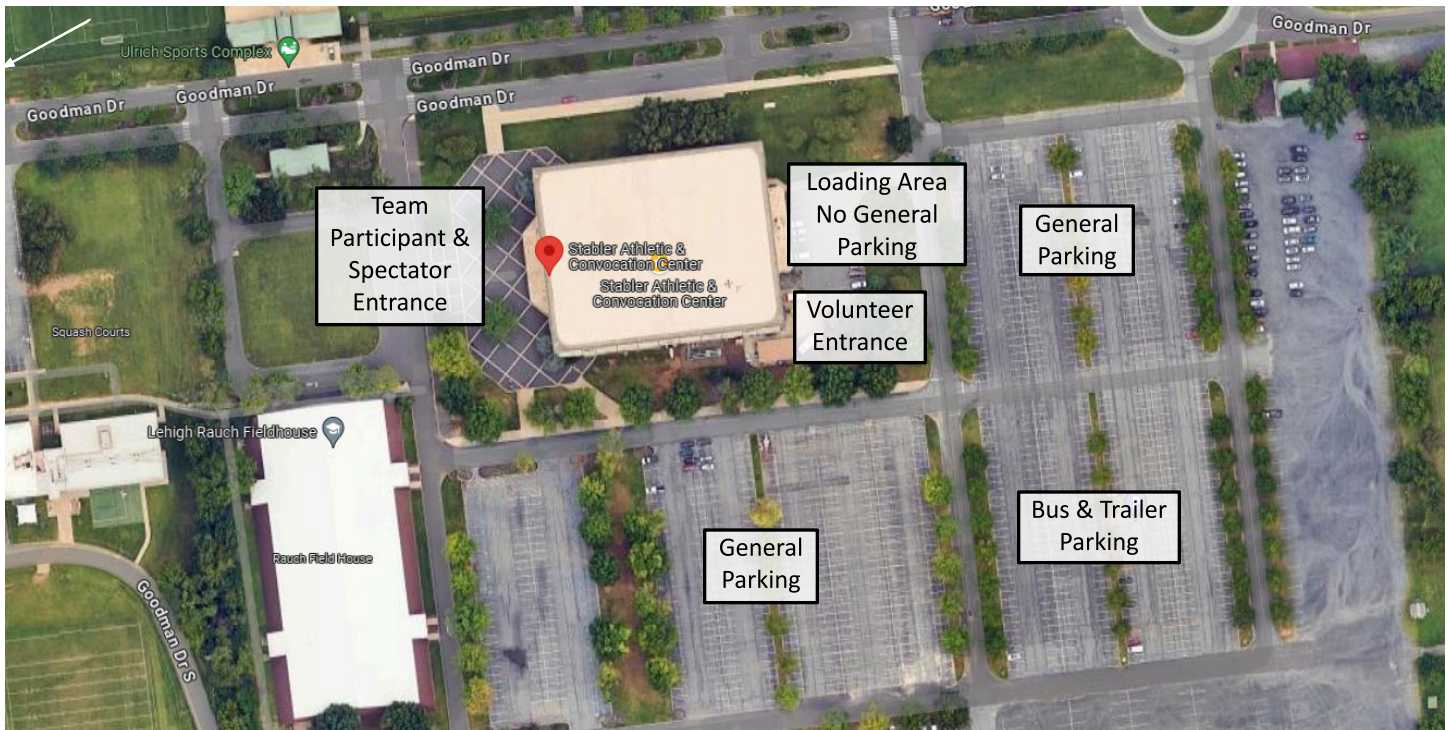 Goodman Dr
Ulrich Sports Complex
Goodman Dr
Goodman Dr
Goodman Dr
Goodman Dr
Team
Participant &
Spectator
Entrance
Loading Area
No General
Parking
General
Parking
Stabler Athletic &
Convocation Center
Stabler Athletic &
Convocation Center
Volunteer
Entrance
Squash Courts
Lehigh Rauch Fieldhouse
Bus & Trailer
Parking
General
Parking
Rauch Field House
Goodman Dr S